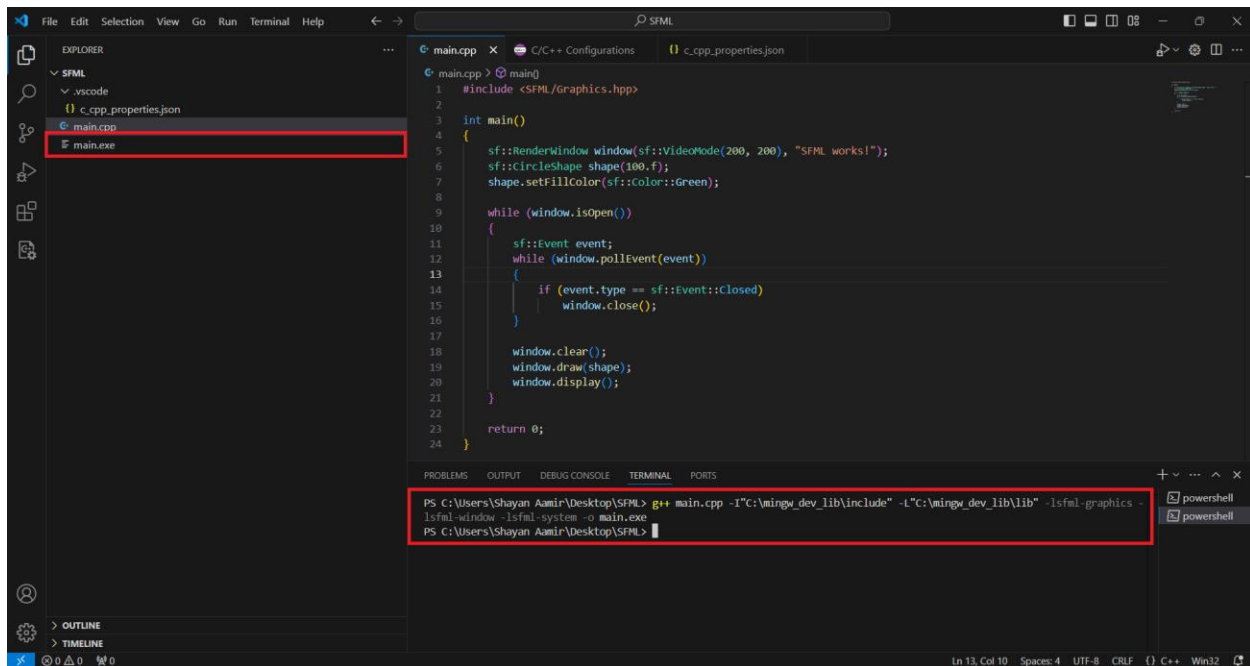 File Edit Selection View Go Run Terminal Help
SFML
EXPLORER
SFML
.vscode
{} c_cpp_properties.json
main.cpp
main.exe
OUTLINE
TIMELINE
main.cpp
C/C++ Configurations
{} c_cpp_properties.json
main.cpp > main()
1 #include <SFML/Graphics.hpp>
2
3 int main()
4 {
5 sf::RenderWindow window(sf::VideoMode(200, 200), "SFML works!");
6 sf::CircleShape shape(100.f);
7 shape.setFillColor(sf::Color::Green);
8
9 while (window.isOpen())
10 {
11 sf::Event event;
12 while (window.pollEvent(event))
13 {
14 if (event.type == sf::Event::Closed)
15 window.close();
16 }
17
18 window.clear();
19 window.draw(shape);
20 window.display();
21 }
22
23 return 0;
24 }
PROBLEMS OUTPUT DEBUG CONSOLE TERMINAL PORTS
PS C:\Users\Shayan Aamir\Desktop\SFML> g++ main.cpp -I"C:\mingw_dev_lib\include" -L"C:\mingw_dev_lib\lib" -lsfml-graphics -
lsfml-window -lsfml-system -o main.exe
PS C:\Users\Shayan Aamir\Desktop\SFML>
powershell
powershell
0 0 0
Ln 13, Col 10 Spaces: 4 UTF-8 CRLF {} C++ Win32